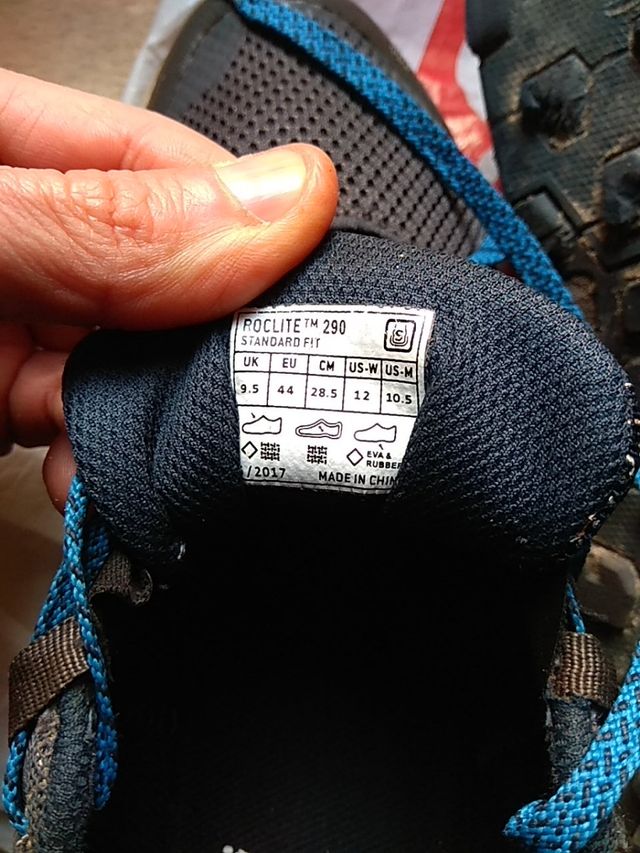 ROCLITE™ 290
STANDARD FIT
UK EU CM US-W US-M
9.5 44 28.5 12 10.5
EVA &
RUBBER
/2017 MADE IN CHIN